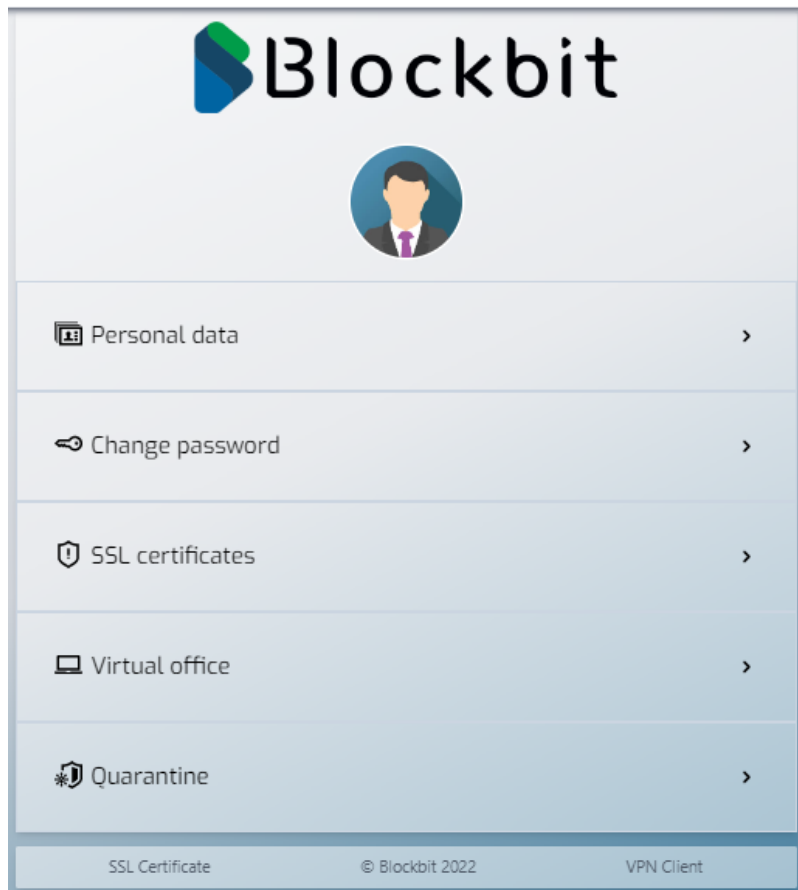 Blockbit
Personal data
Change password
SSL certificates
Virtual office
Quarantine
SSL Certificate © Blockbit 2022 VPN Client